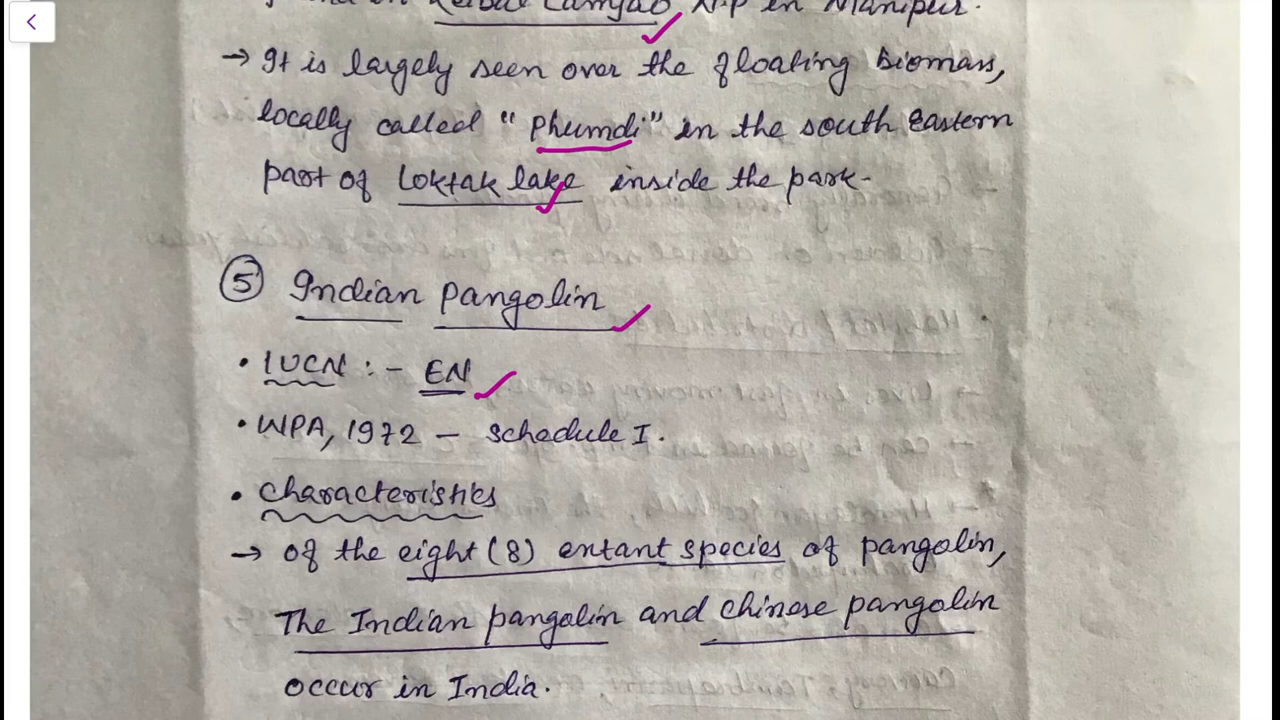 in Manipur.
→ It is largely seen over the floating Biomass,
locally called "Phumdi" in the south Eastern
part of Loktak lake inside the park.
⑤ Indian Pangolin
• IUCN :- EN
• WPA, 1972 - schedule I.
• characteristics
→ of the eight (8) extant species of pangolin,
The Indian pangolin and chinese pangolin
occur in India.